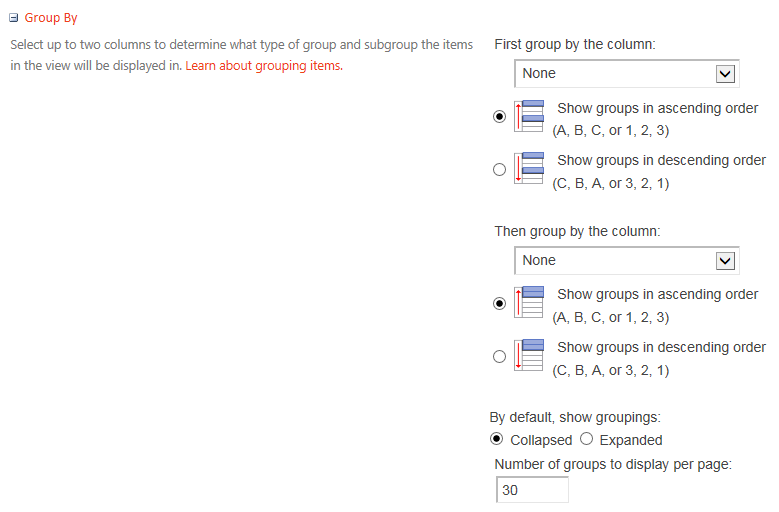 Group By
Select up to two columns to determine what type of group and subgroup the items
in the view will be displayed in. Learn about grouping items.
First group by the column:
None
Show groups in ascending order
(A, B, C, or 1, 2, 3)
Show groups in descending order
(C, B, A, or 3, 2, 1)
Then group by the column:
None
Show groups in ascending order
(A, B, C, or 1, 2, 3)
Show groups in descending order
(C, B, A, or 3, 2, 1)
By default, show groupings:
Collapsed Expanded
Number of groups to display per page:
30